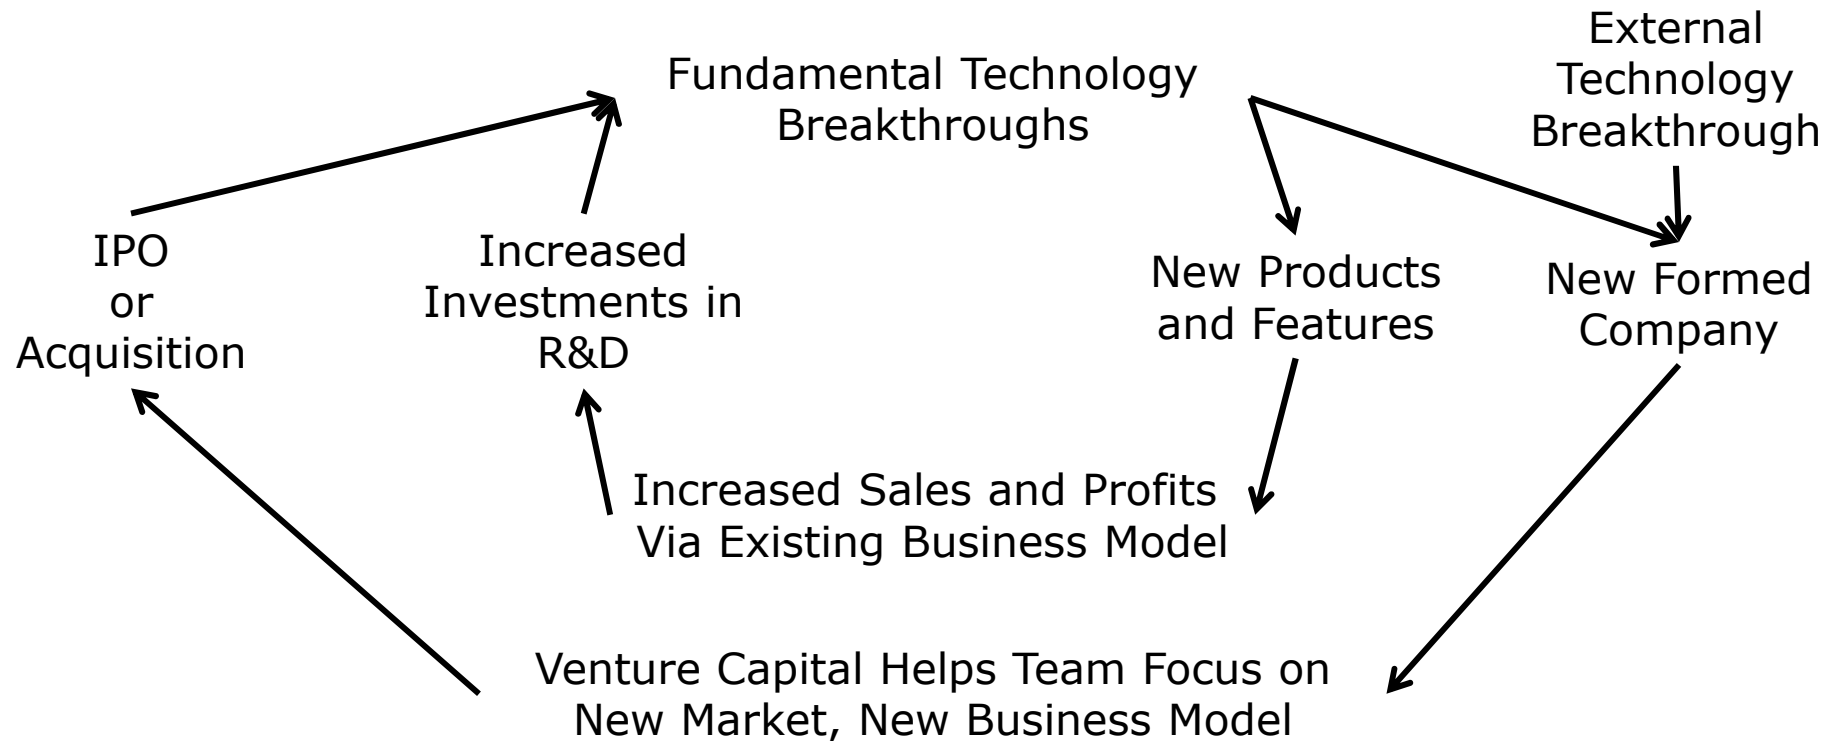 External
Technology
Breakthrough
Fundamental Technology
Breakthroughs
IPO
or
Acquisition
Increased
Investments in
R&D
New Products
and Features
New Formed
Company
Increased Sales and Profits
Via Existing Business Model
Venture Capital Helps Team Focus on
New Market, New Business Model